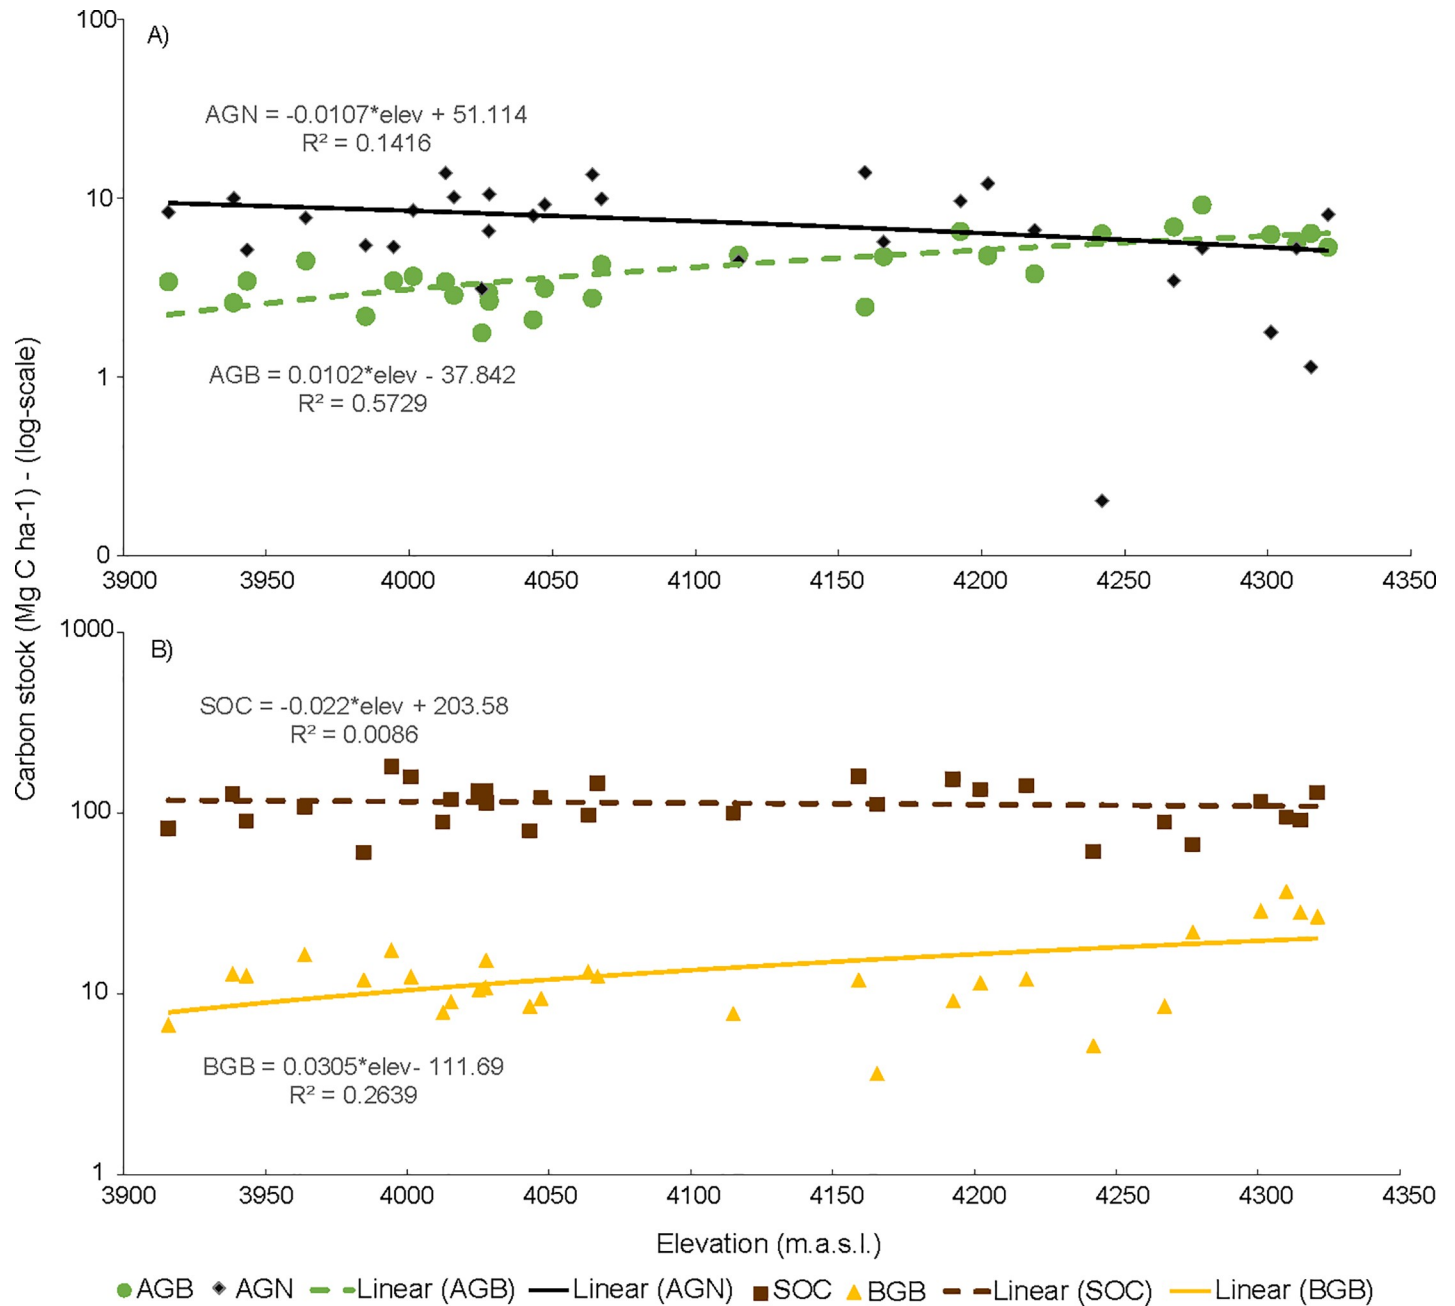 Carbon stock (Mg C ha-1) - (log-scale)
A)
100
10
1
0
AGN = -0.0107*elev + 51.114
R² = 0.1416
AGB = 0.0102*elev - 37.842
R² = 0.5729
3900 3950 4000 4050 4100 4150 4200 4250 4300 4350
B)
1000
100
10
1
SOC = -0.022*elev + 203.58
R² = 0.0086
BGB = 0.0305*elev- 111.69
R² = 0.2639
3900 3950 4000 4050 4100 4150 4200 4250 4300 4350
Elevation (m.a.s.l.)
AGB AGN Linear (AGB) Linear (AGN) SOC BGB Linear (SOC) Linear (BGB)